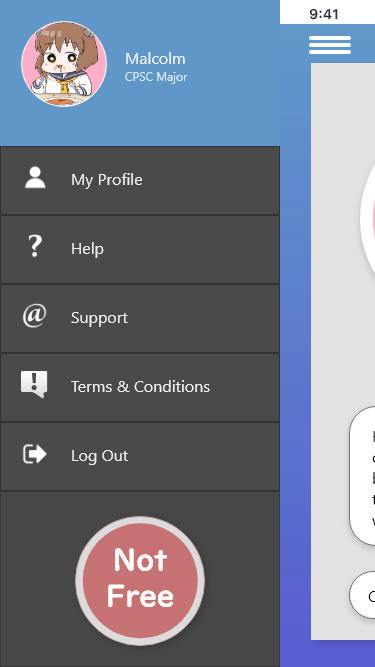 9:41
Malcolm
CPSC Major
My Profile
Help
Support
Terms & Conditions
Log Out
Not
Free